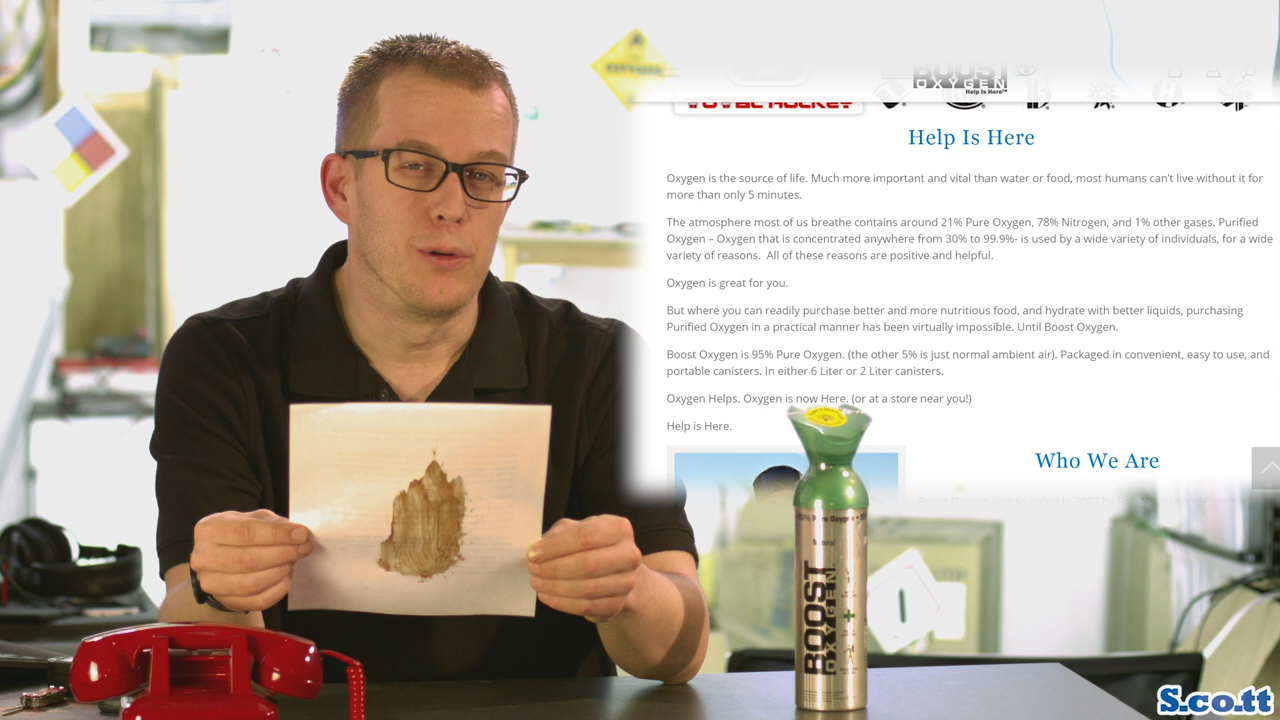 BOOST
OXYGEN
Help Is Here™
Help Is Here
Oxygen is the source of life. Much more important and vital than water or food, most humans can't live without it for
more than only 5 minutes.
The atmosphere most of us breathe contains around 21% Pure Oxygen, 78% Nitrogen, and 1% other gases. Purified
Oxygen – Oxygen that is concentrated anywhere from 30% to 99.9%- is used by a wide variety of individuals, for a wide
variety of reasons.  All of these reasons are positive and helpful.
Oxygen is great for you.
But where you can readily purchase better and more nutritious food, and hydrate with better liquids, purchasing
Purified Oxygen in a practical manner has been virtually impossible. Until Boost Oxygen.
Boost Oxygen is 95% Pure Oxygen. (the other 5% is just normal ambient air). Packaged in convenient, easy to use, and
portable canisters. In either 6 Liter or 2 Liter canisters.
Oxygen Helps. Oxygen is now Here. (or at a store near you!)
Help is Here.
Who We Are
Natural
BOOST
OXYGEN
S.co.tt